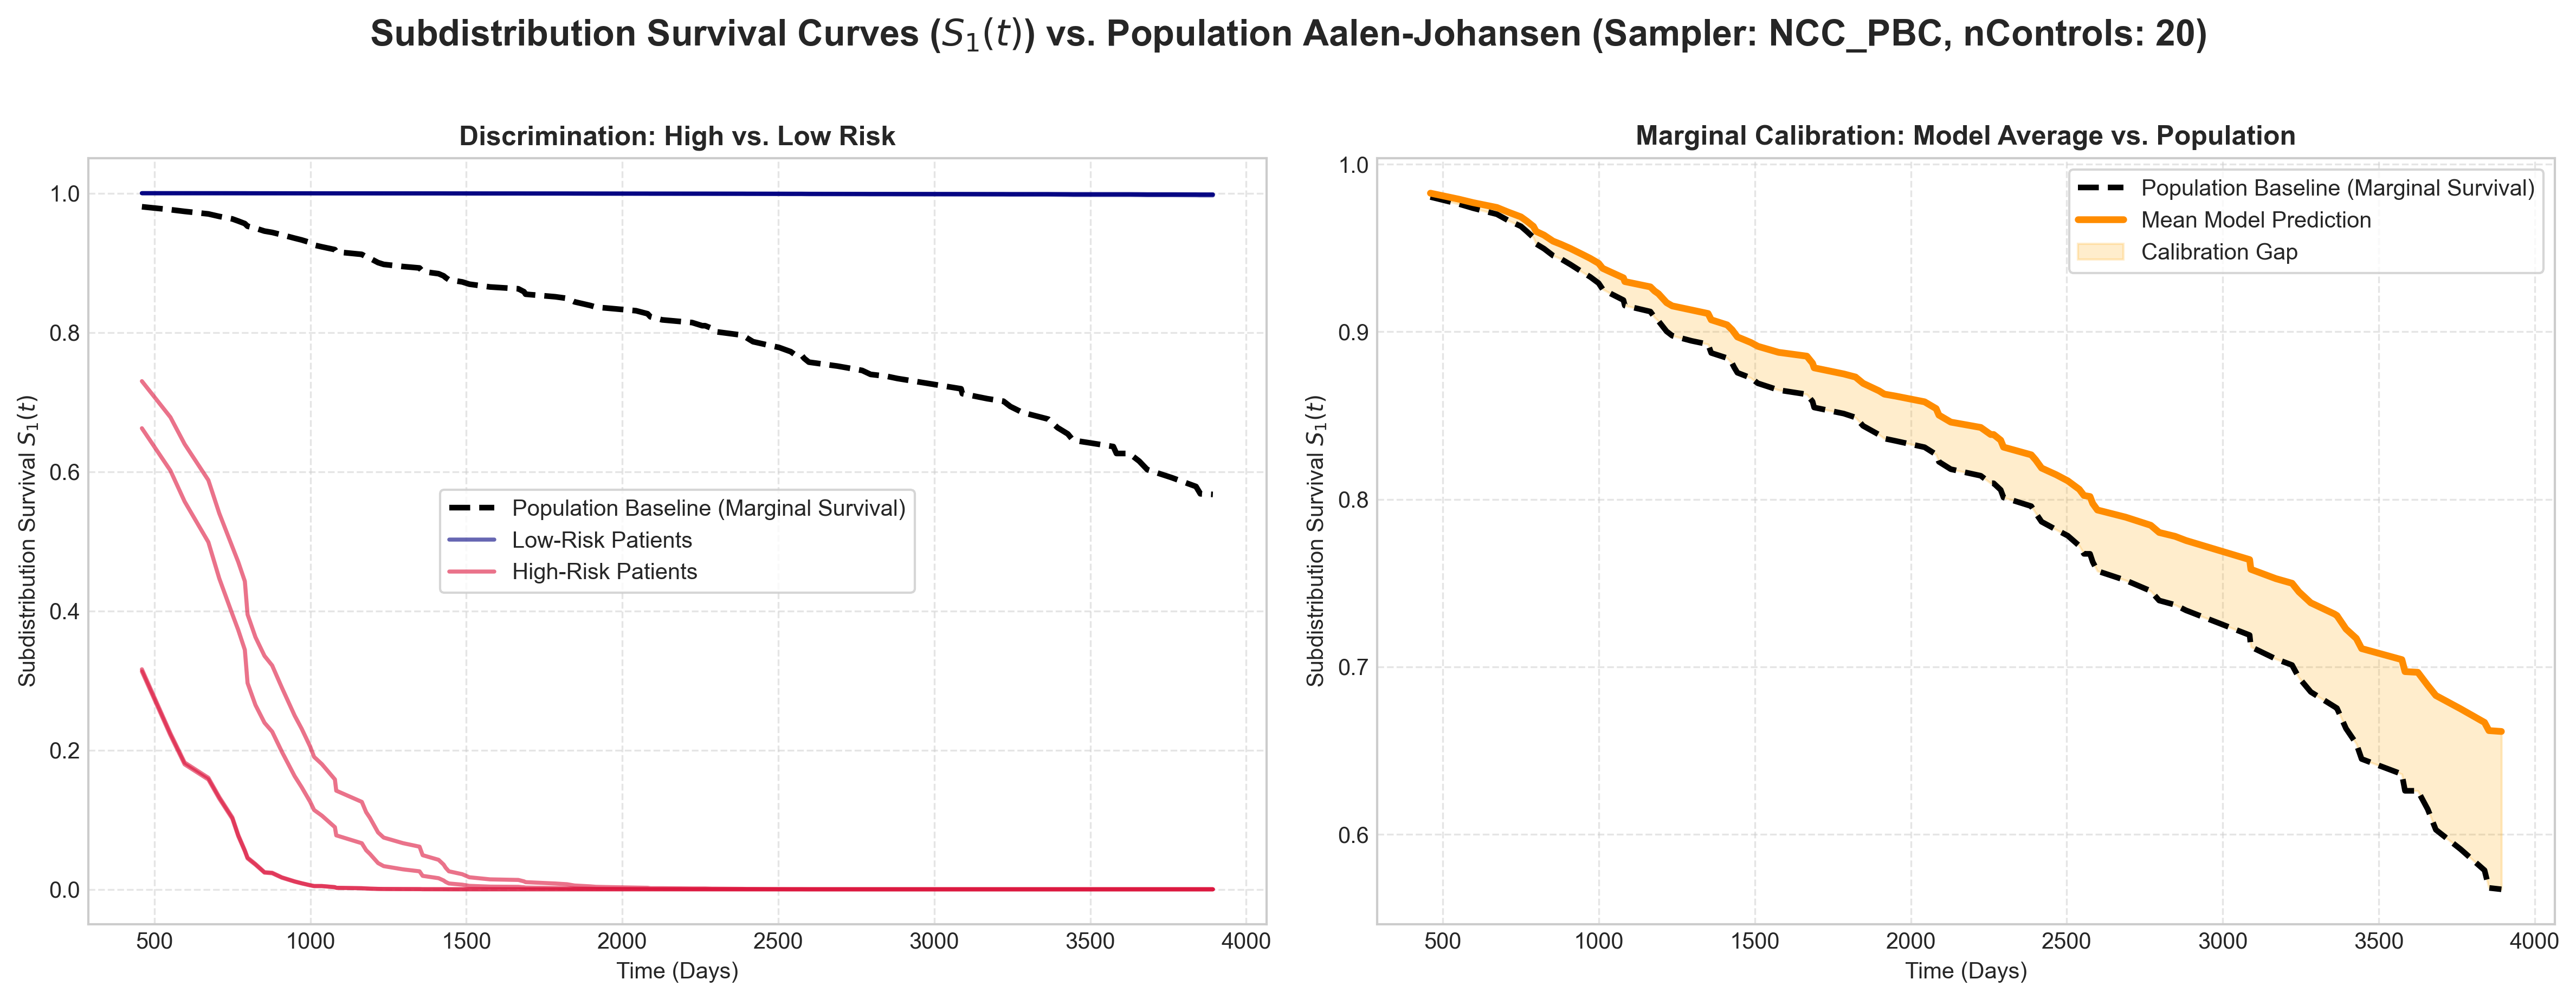 Subdistribution Survival Curves (S₁(t)) vs. Population Aalen-Johansen (Sampler: NCC_PBC, nControls: 20)
Discrimination: High vs. Low Risk
Subdistribution Survival S₁(t)
1.0
0.8
0.6
0.4
0.2
0.0
Population Baseline (Marginal Survival)
Low-Risk Patients
High-Risk Patients
500 1000 1500 2000 2500 3000 3500 4000
Time (Days)
Marginal Calibration: Model Average vs. Population
Subdistribution Survival S₁(t)
1.0
0.9
0.8
0.7
0.6
Population Baseline (Marginal Survival)
Mean Model Prediction
Calibration Gap
500 1000 1500 2000 2500 3000 3500 4000
Time (Days)